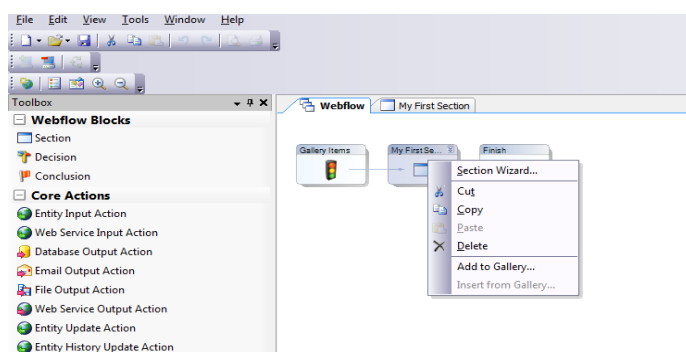 File Edit View Tools Window Help
Toolbox
Webflow Blocks
Section
Decision
Conclusion
Core Actions
Entity Input Action
Web Service Input Action
Database Output Action
Email Output Action
File Output Action
Web Service Output Action
Entity Update Action
Entity History Update Action
Webflow My First Section
Gallery Items My First Se... Finish
Section Wizard...
Cut
Copy
Paste
Delete
Add to Gallery...
Insert from Gallery...